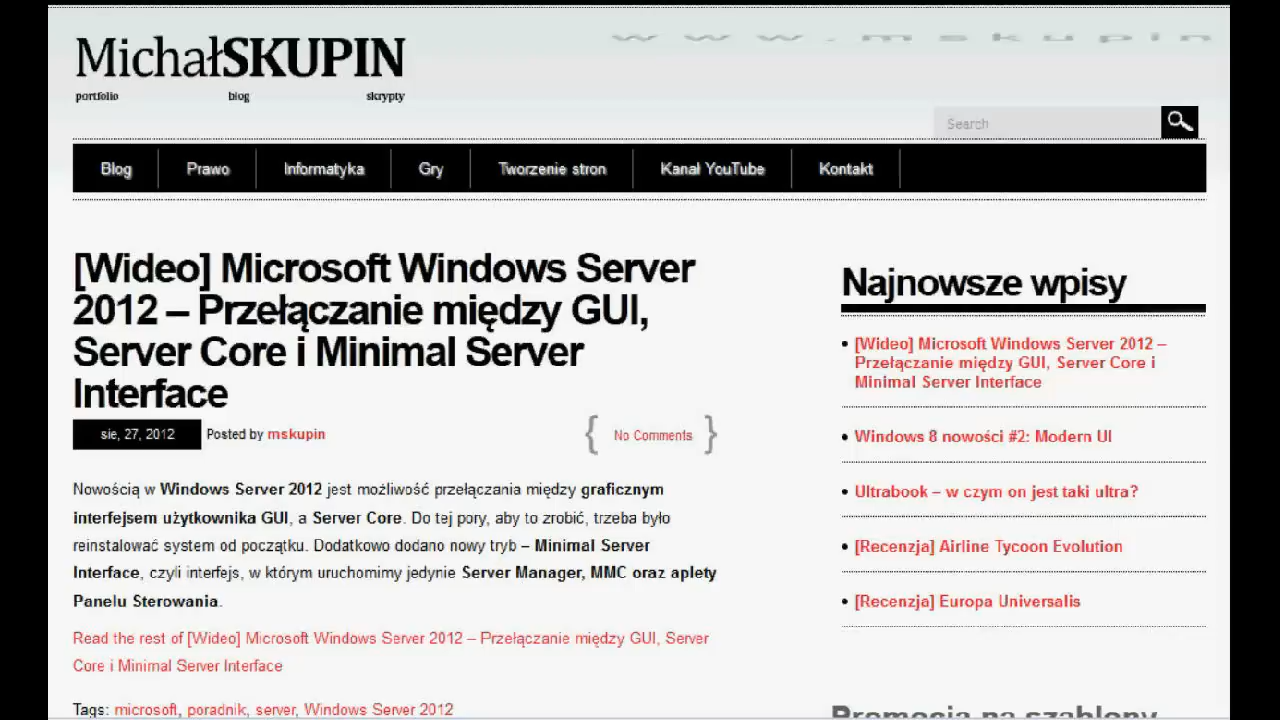 MichałSKUPIN
portfolio blog skrypty
www.mskupin
Search
Blog Prawo Informatyka Gry Tworzenie stron Kanał YouTube Kontakt
[Wideo] Microsoft Windows Server
2012 – Przełączanie między GUI,
Server Core i Minimal Server
Interface
sie, 27, 2012 Posted by mskupin { No Comments }
Nowością w Windows Server 2012 jest możliwość przełączania między graficznym
interfejsem użytkownika GUI, a Server Core. Do tej pory, aby to zrobić, trzeba było
reinstalować system od początku. Dodatkowo dodano nowy tryb – Minimal Server
Interface, czyli interfejs, w którym uruchomimy jedynie Server Manager, MMC oraz aplety
Panelu Sterowania.
Read the rest of [Wideo] Microsoft Windows Server 2012 – Przełączanie między GUI, Server
Core i Minimal Server Interface
Tags: microsoft, poradnik, server, Windows Server 2012
Najnowsze wpisy
• [Wideo] Microsoft Windows Server 2012 –
Przełączanie między GUI, Server Core i
Minimal Server Interface
• Windows 8 nowości #2: Modern UI
• Ultrabook – w czym on jest taki ultra?
• [Recenzja] Airline Tycoon Evolution
• [Recenzja] Europa Universalis
Promocja na szablony